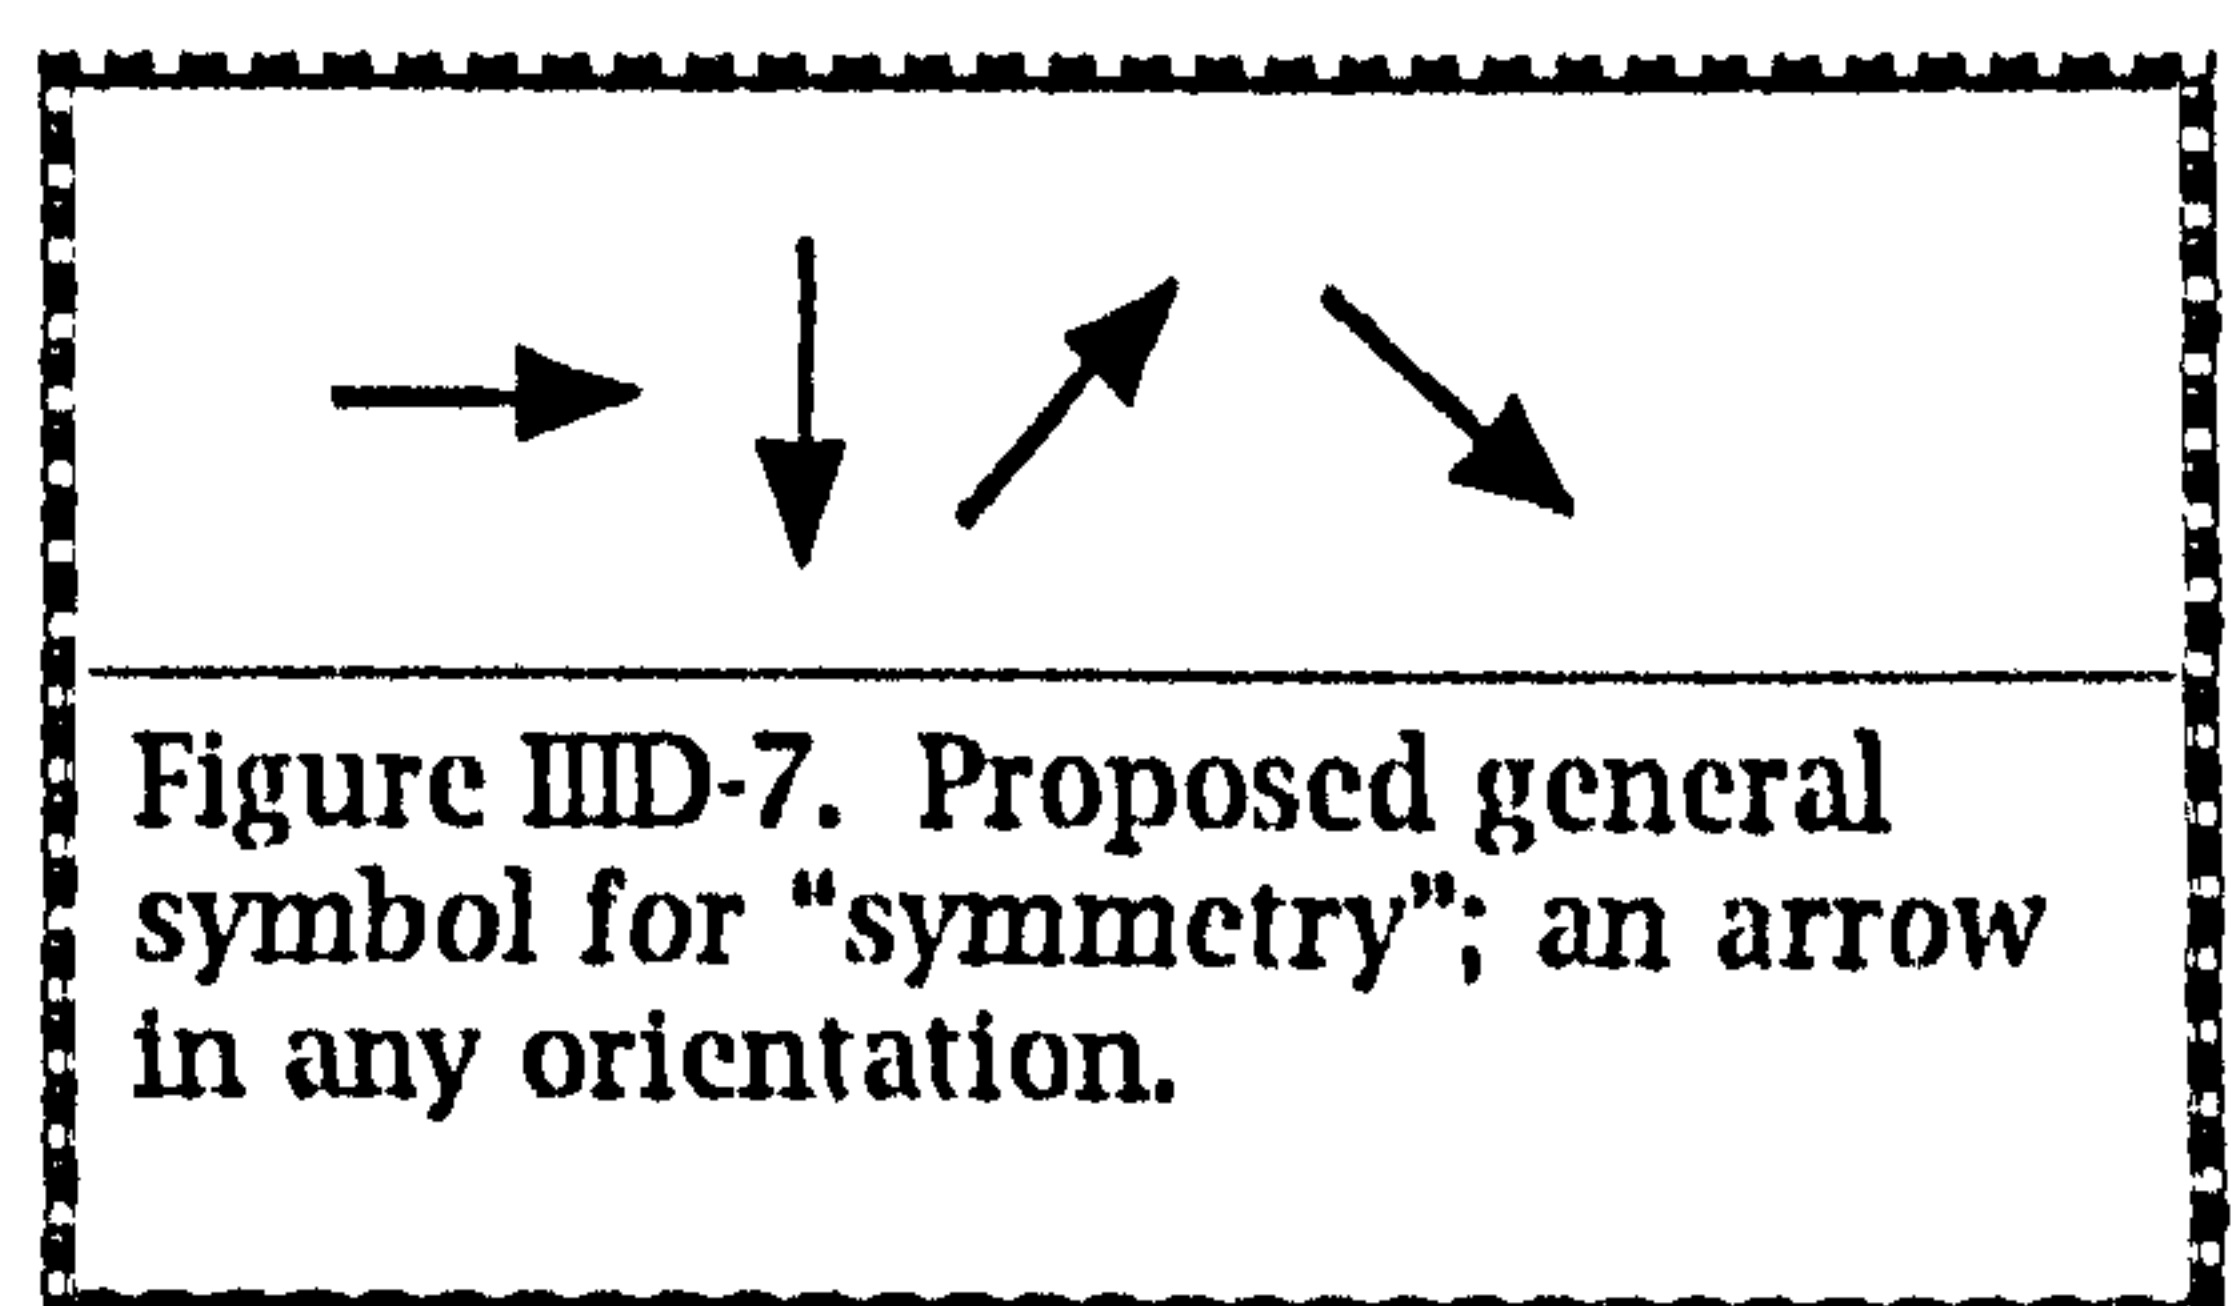 Figure IIID-7. Proposed general
symbol for “symmetry”; an arrow
in any orientation.